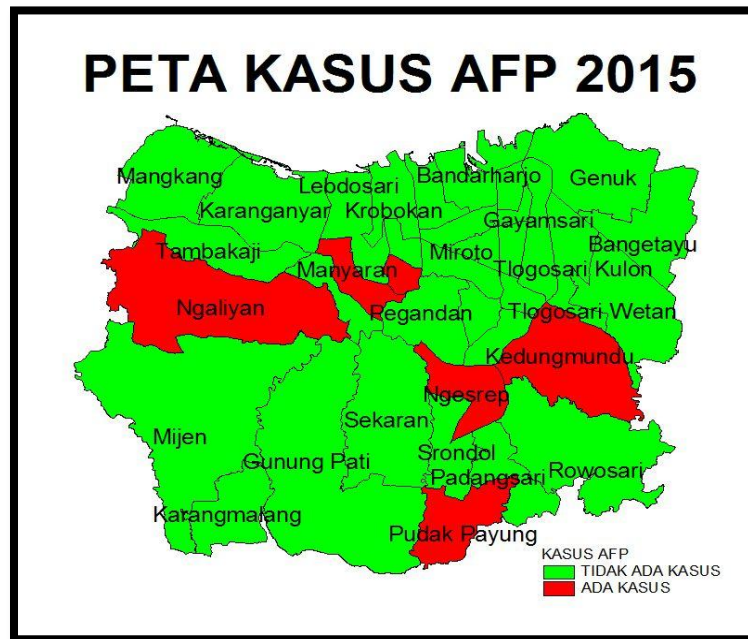 PETA KASUS AFP 2015
Mangkang
Lebdosari
Bandarharjo
Genuk
Karanganyar
Krobokan
Gayamsari
Tambakaji
Manyaran
Miroto
Bangetayu
Tlogosari Kulon
Ngaliyan
Pegandan
Tlogosari Wetan
Kedungmundu
Ngesrep
Sekaran
Mijen
Gunung Pati
Srondol
Padangsari
Rowosari
Karangmalang
Pudak Payung
KASUS AFP
TIDAK ADA KASUS
ADA KASUS